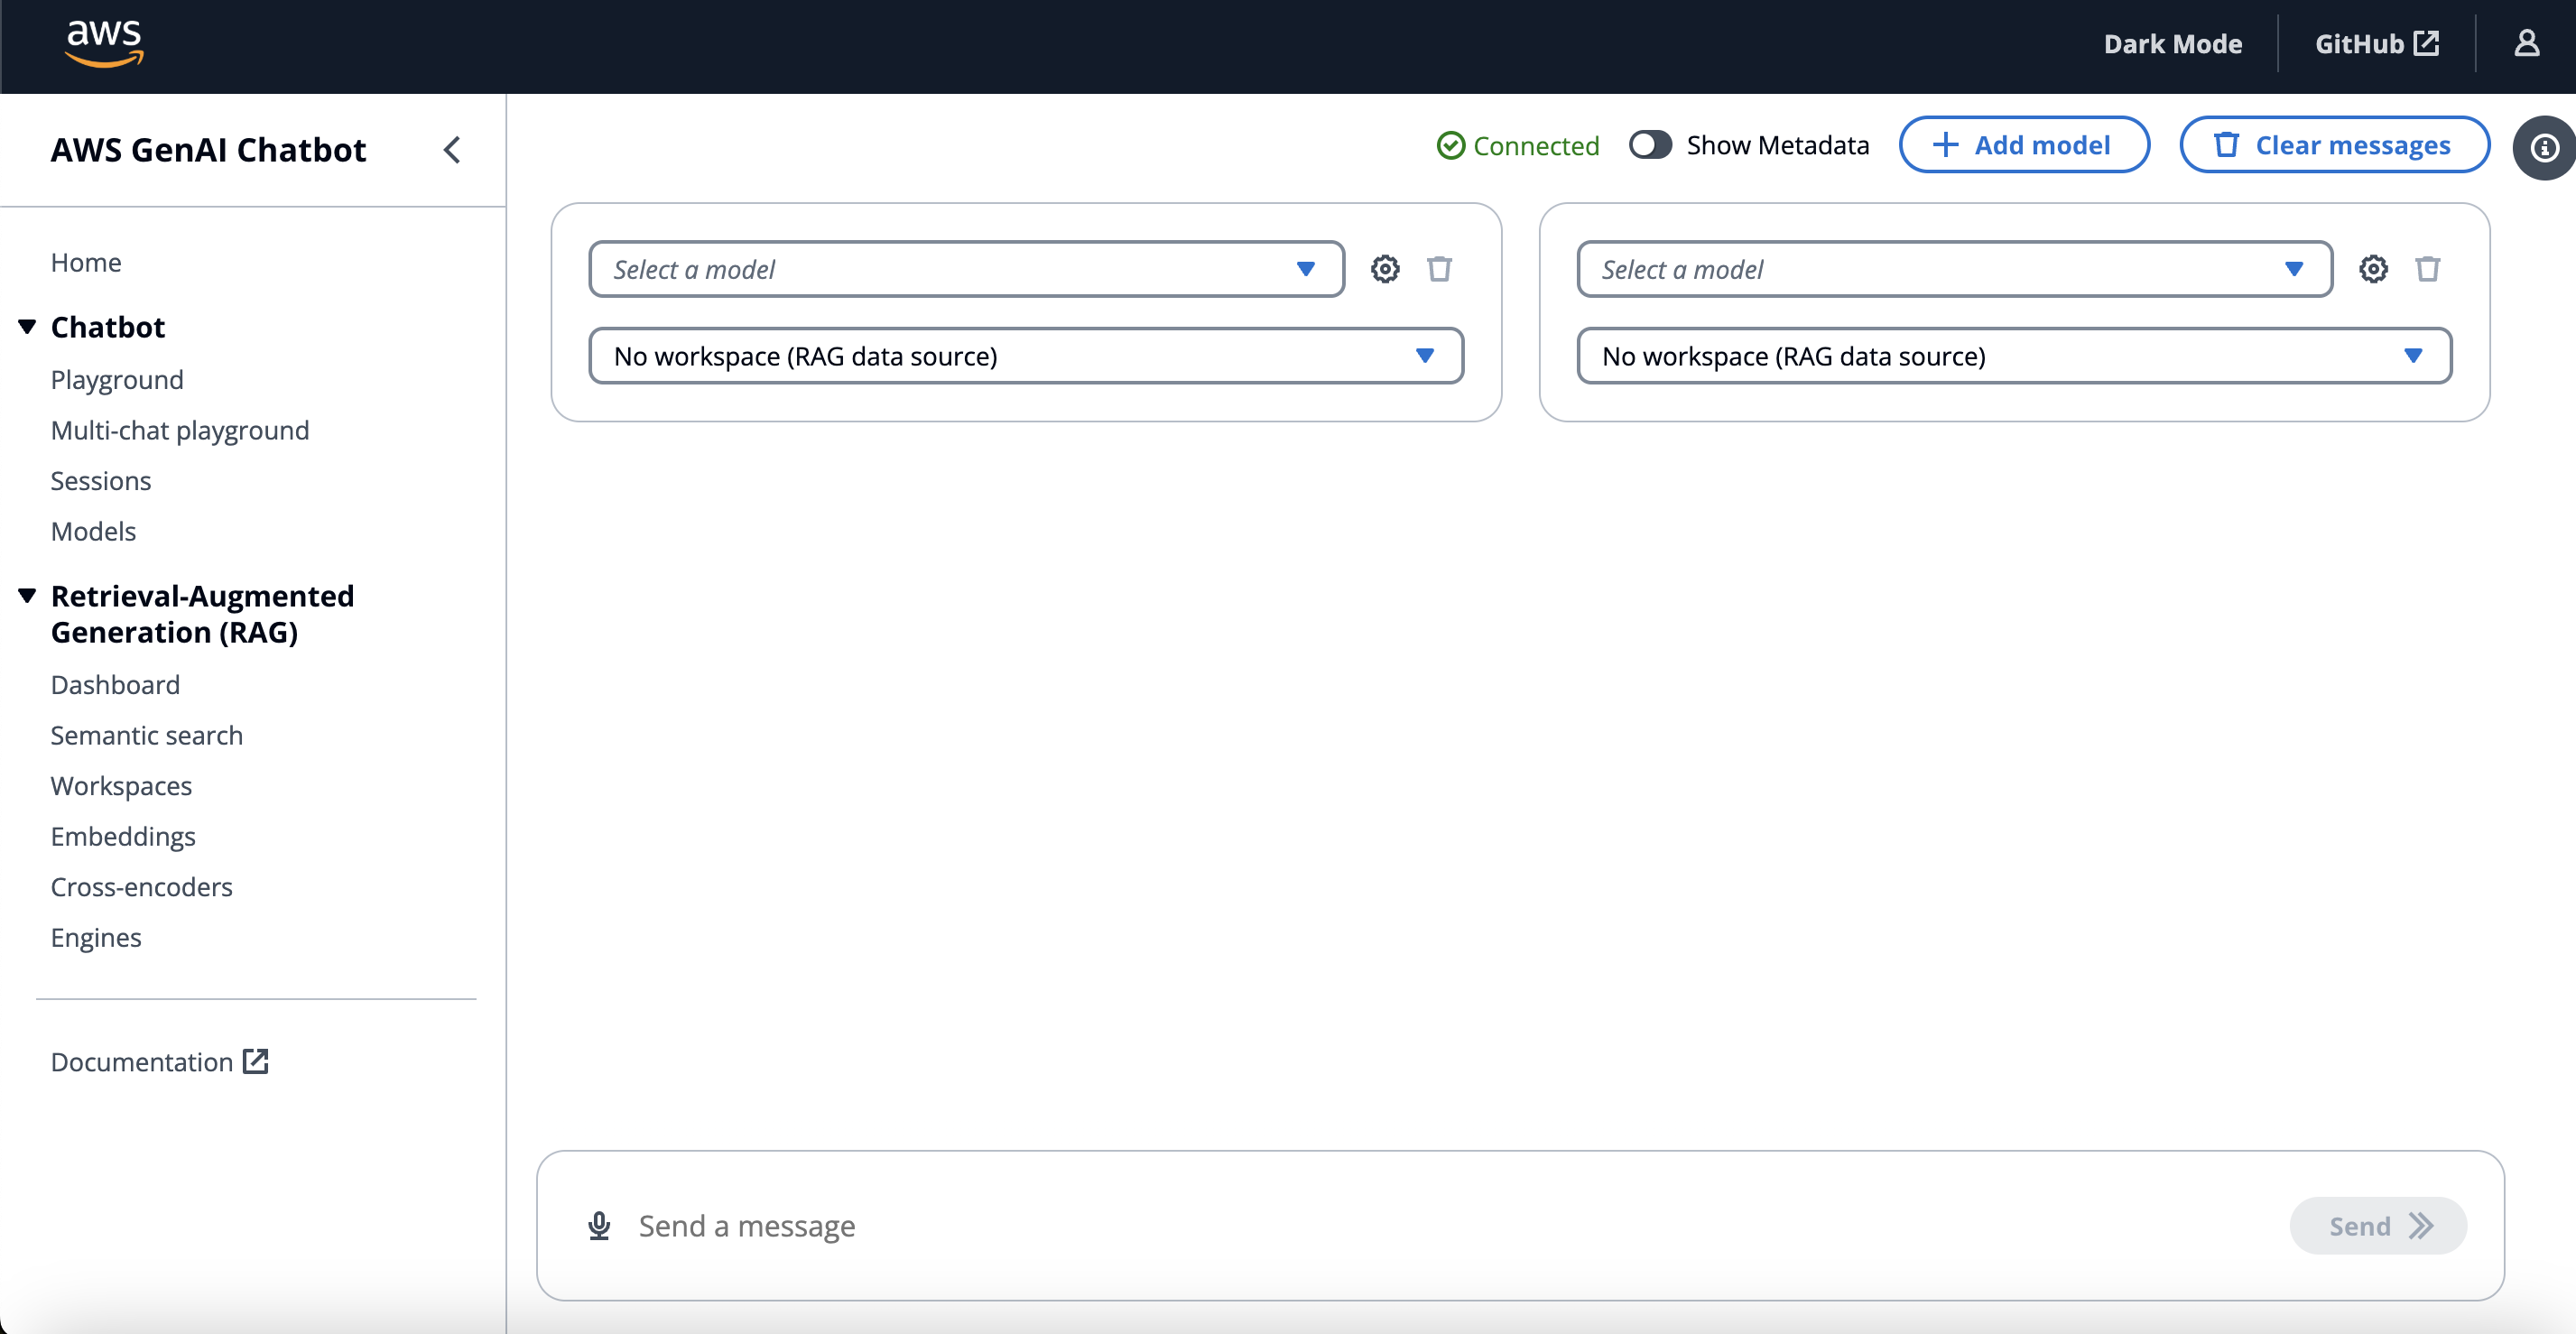 aws
Dark Mode
GitHub
AWS GenAI Chatbot
Connected
Show Metadata
Add model
Clear messages
Home
Chatbot
Playground
Multi-chat playground
Sessions
Models
Retrieval-Augmented
Generation (RAG)
Dashboard
Semantic search
Workspaces
Embeddings
Cross-encoders
Engines
Documentation
Select a model
No workspace (RAG data source)
Select a model
No workspace (RAG data source)
Send a message
Send